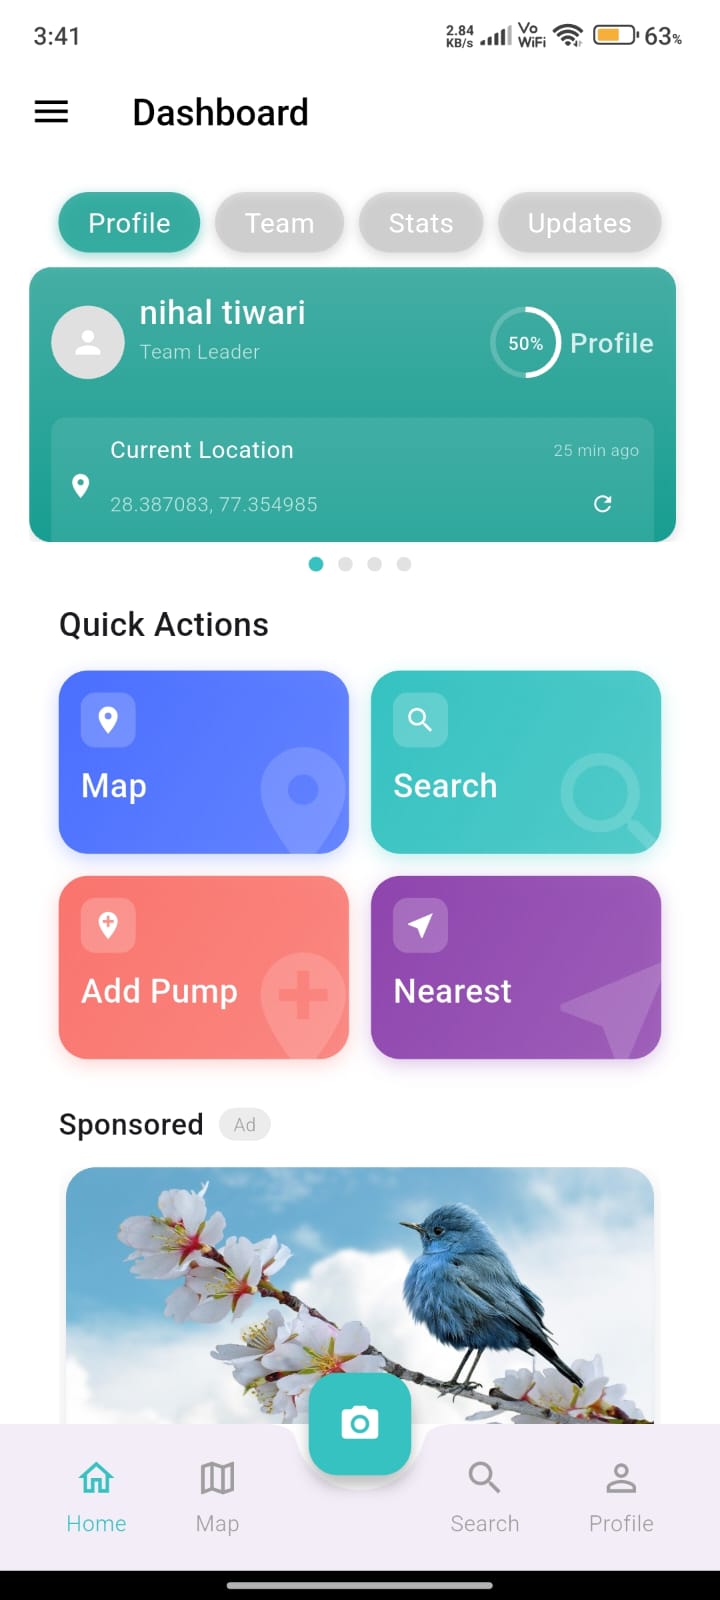 3:41 2.84 KB/s Vo WiFi 63%
Dashboard
Profile Team Stats Updates
nihal tiwari
Team Leader
50% Profile
Current Location 25 min ago
28.387083, 77.354985
Quick Actions
Map Search
Add Pump Nearest
Sponsored Ad
Home Map Search Profile